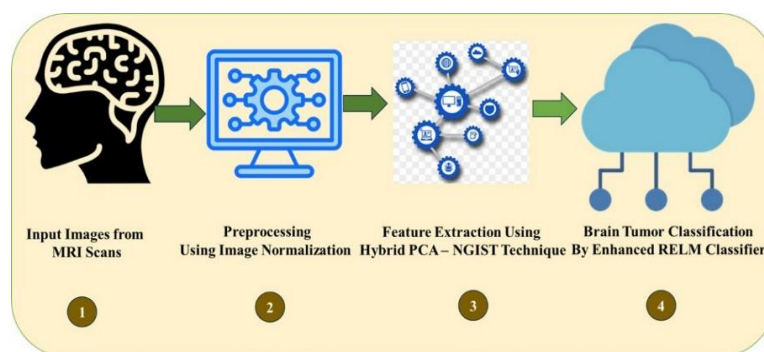 Input Images from
MRI Scans
Preprocessing
Using Image Normalization
Feature Extraction Using
Hybrid PCA – NGIST Technique
Brain Tumor Classification
By Enhanced RELM Classifier
1
2
3
4